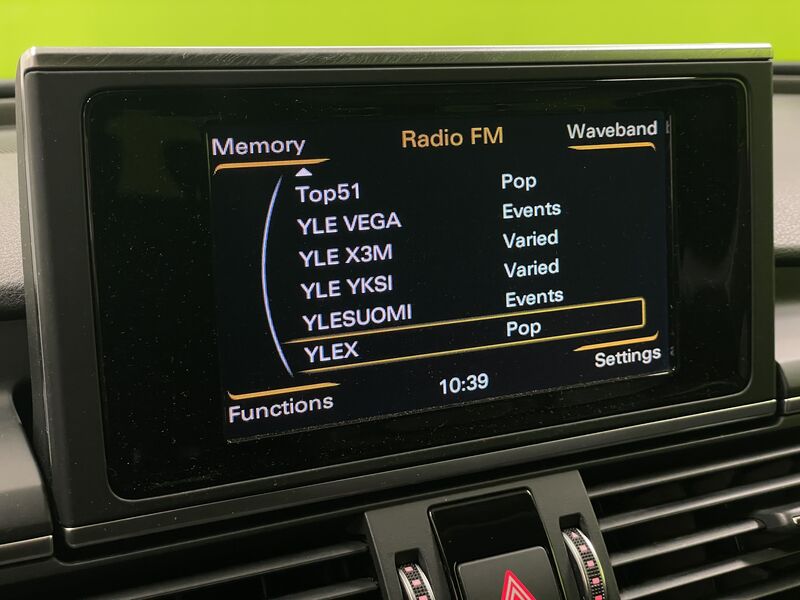 Memory Radio FM Waveband
Top51 Pop
YLE VEGA Events
YLE X3M Varied
YLE YKSI Varied
YLESUOMI Events
YLEX Pop
Functions 10:39 Settings